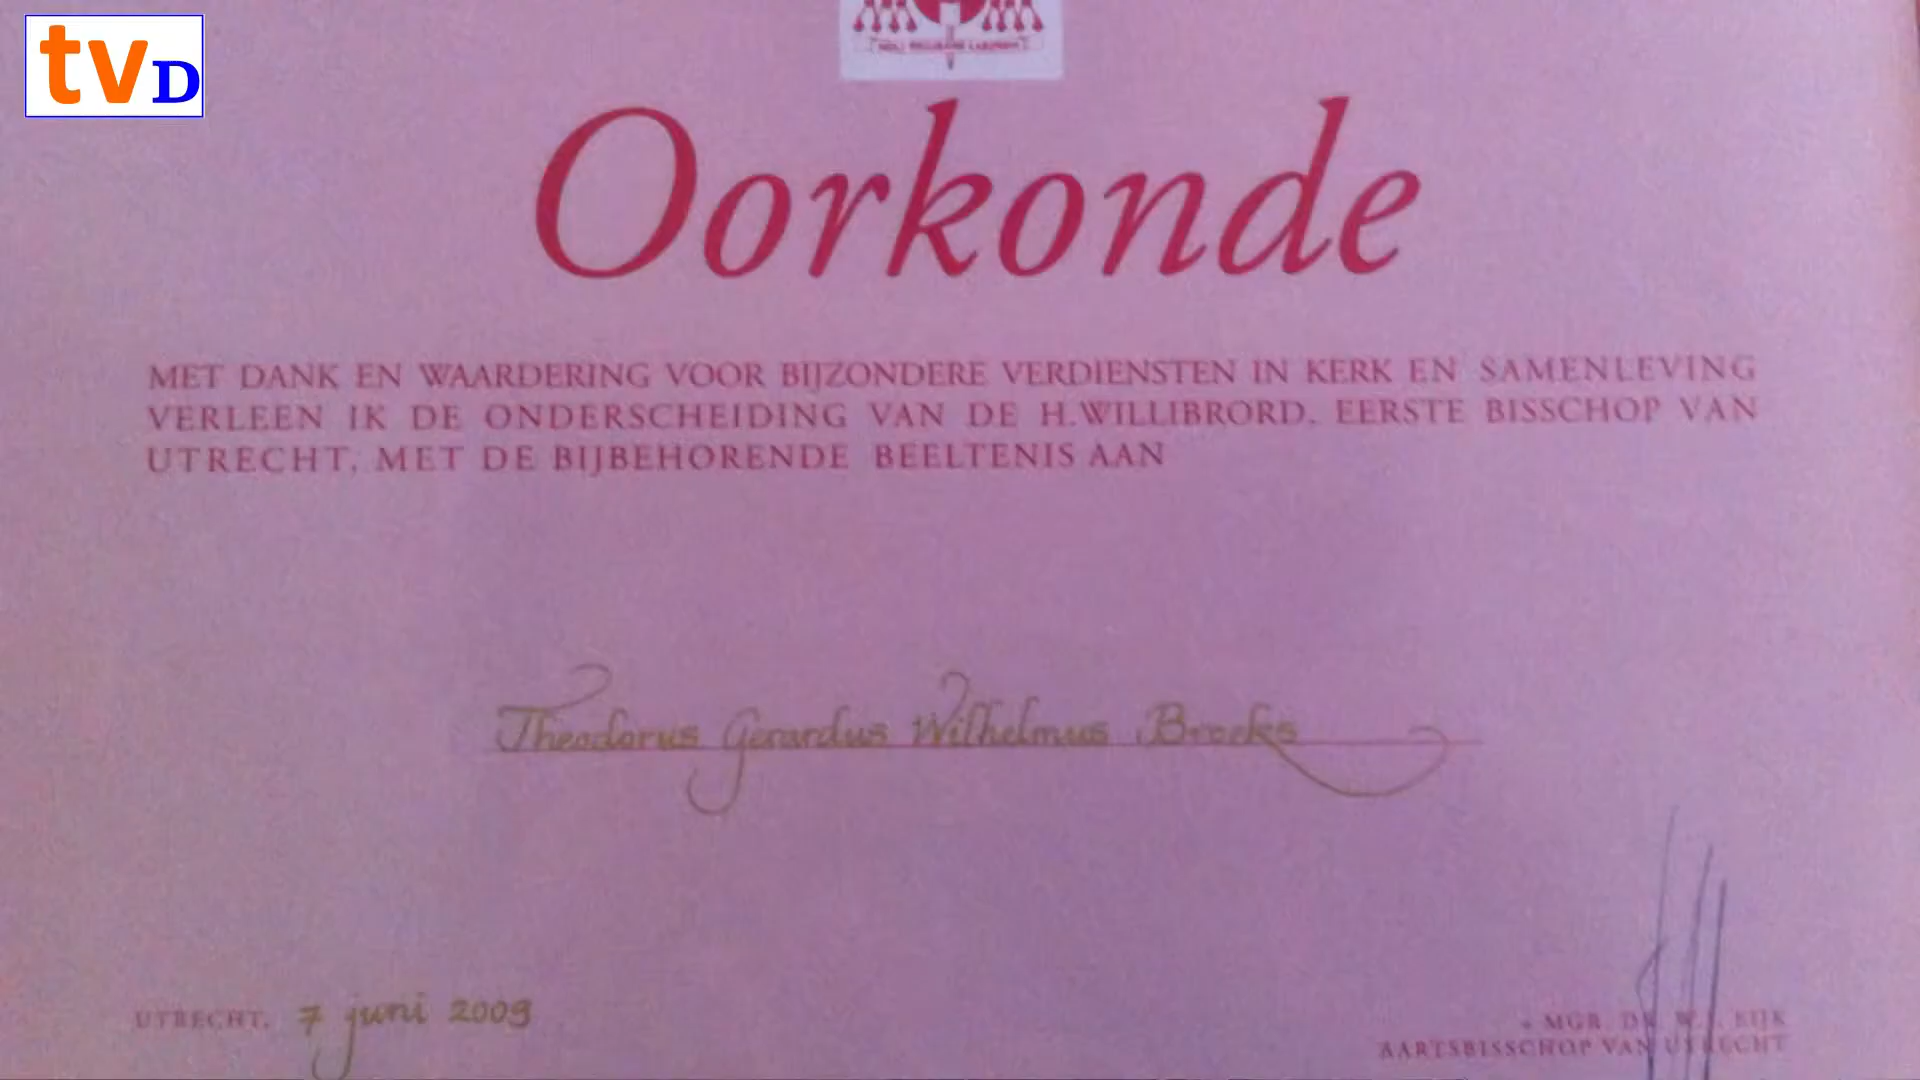 tvD
Oorkonde
MET DANK EN WAARDERING VOOR BIJZONDERE VERDIENSTEN IN KERK EN SAMENLEVING
VERLEEN IK DE ONDERSCHEIDING VAN DE H.WILLIBRORD, EERSTE BISSCHOP VAN
UTRECHT, MET DE BIJBEHORENDE BEELTENIS AAN
Theodorus Gerardus Wilhelmus Broeks
UTRECHT, 7 juni 2009
+ MGR. DR. W.J. EIJK
AARTSBISSCHOP VAN UTRECHT